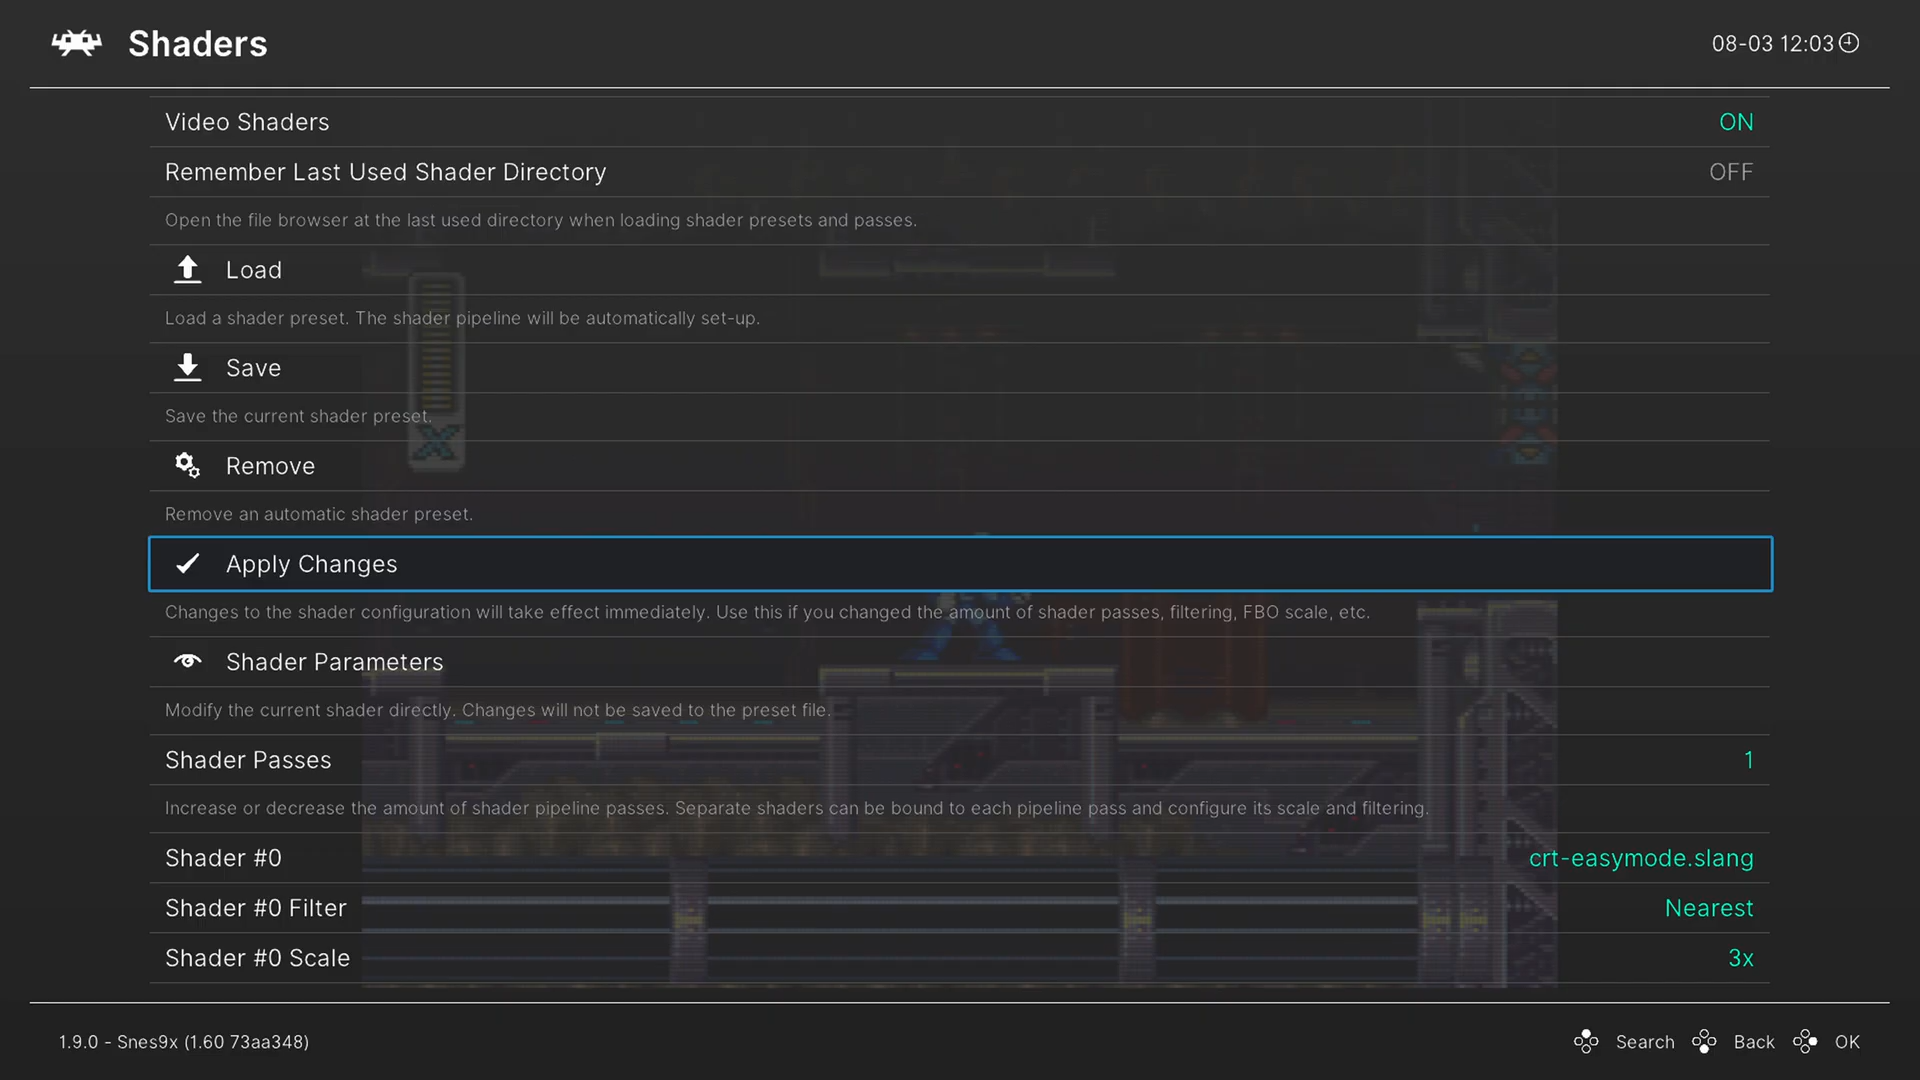 Shaders
08-03 12:03
Video Shaders ON
Remember Last Used Shader Directory OFF
Open the file browser at the last used directory when loading shader presets and passes.
Load
Load a shader preset. The shader pipeline will be automatically set-up.
Save
Save the current shader preset.
Remove
Remove an automatic shader preset.
Apply Changes
Changes to the shader configuration will take effect immediately. Use this if you changed the amount of shader passes, filtering, FBO scale, etc.
Shader Parameters
Modify the current shader directly. Changes will not be saved to the preset file.
Shader Passes 1
Increase or decrease the amount of shader pipeline passes. Separate shaders can be bound to each pipeline pass and configure its scale and filtering.
Shader #0 crt-easymode.slang
Shader #0 Filter Nearest
Shader #0 Scale 3x
1.9.0 - Snes9x (1.60 73aa348)
Search Back OK